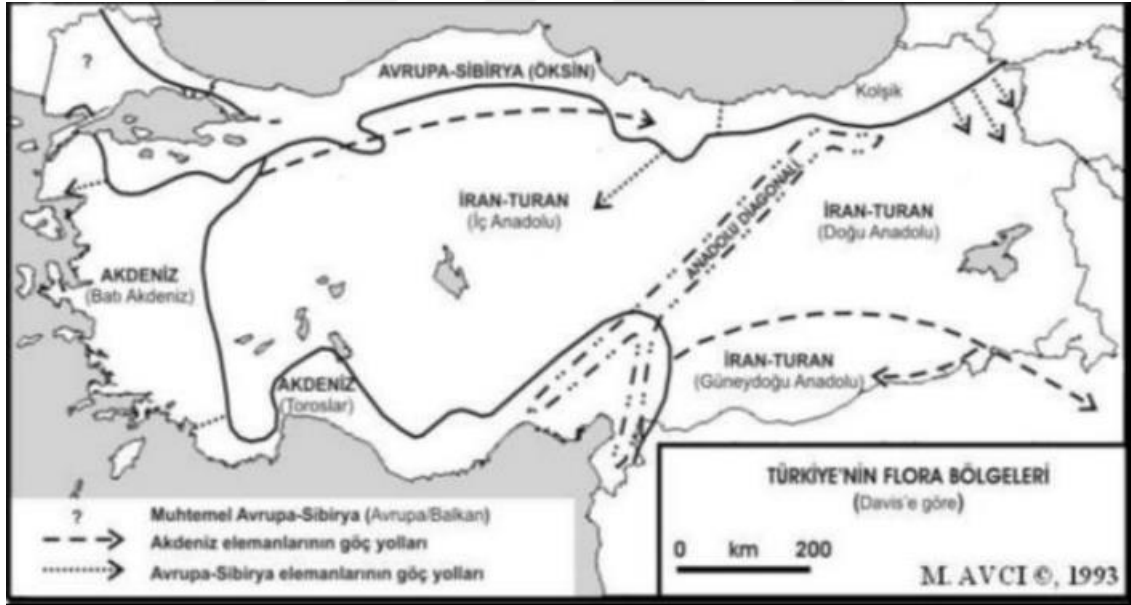 ?
AVRUPA-SİBİRYA (ÖKSİN)
Kolşik
İRAN-TURAN
(İç Anadolu)
ANADOLU DIAGONALİ
İRAN-TURAN
(Doğu Anadolu)
AKDENİZ
(Batı Akdeniz)
AKDENİZ
(Toroslar)
İRAN-TURAN
(Güneydoğu Anadolu)
TÜRKİYE'NİN FLORA BÖLGELERİ
(Davis'e göre)
0 km 200
M. AVCI ©, 1993
? Muhtemel Avrupa-Sibirya (Avrupa/Balkan)
Akdeniz elemanlarının göç yolları
Avrupa-Sibirya elemanlarının göç yolları